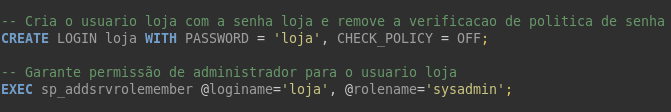 -- Cria o usuario loja com a senha loja e remove a verificacao de politica de senha
CREATE LOGIN loja WITH PASSWORD = 'loja', CHECK_POLICY = OFF;
-- Garante permissão de administrador para o usuario loja
EXEC sp_addsrvrolemember @loginame='loja', @rolename='sysadmin';